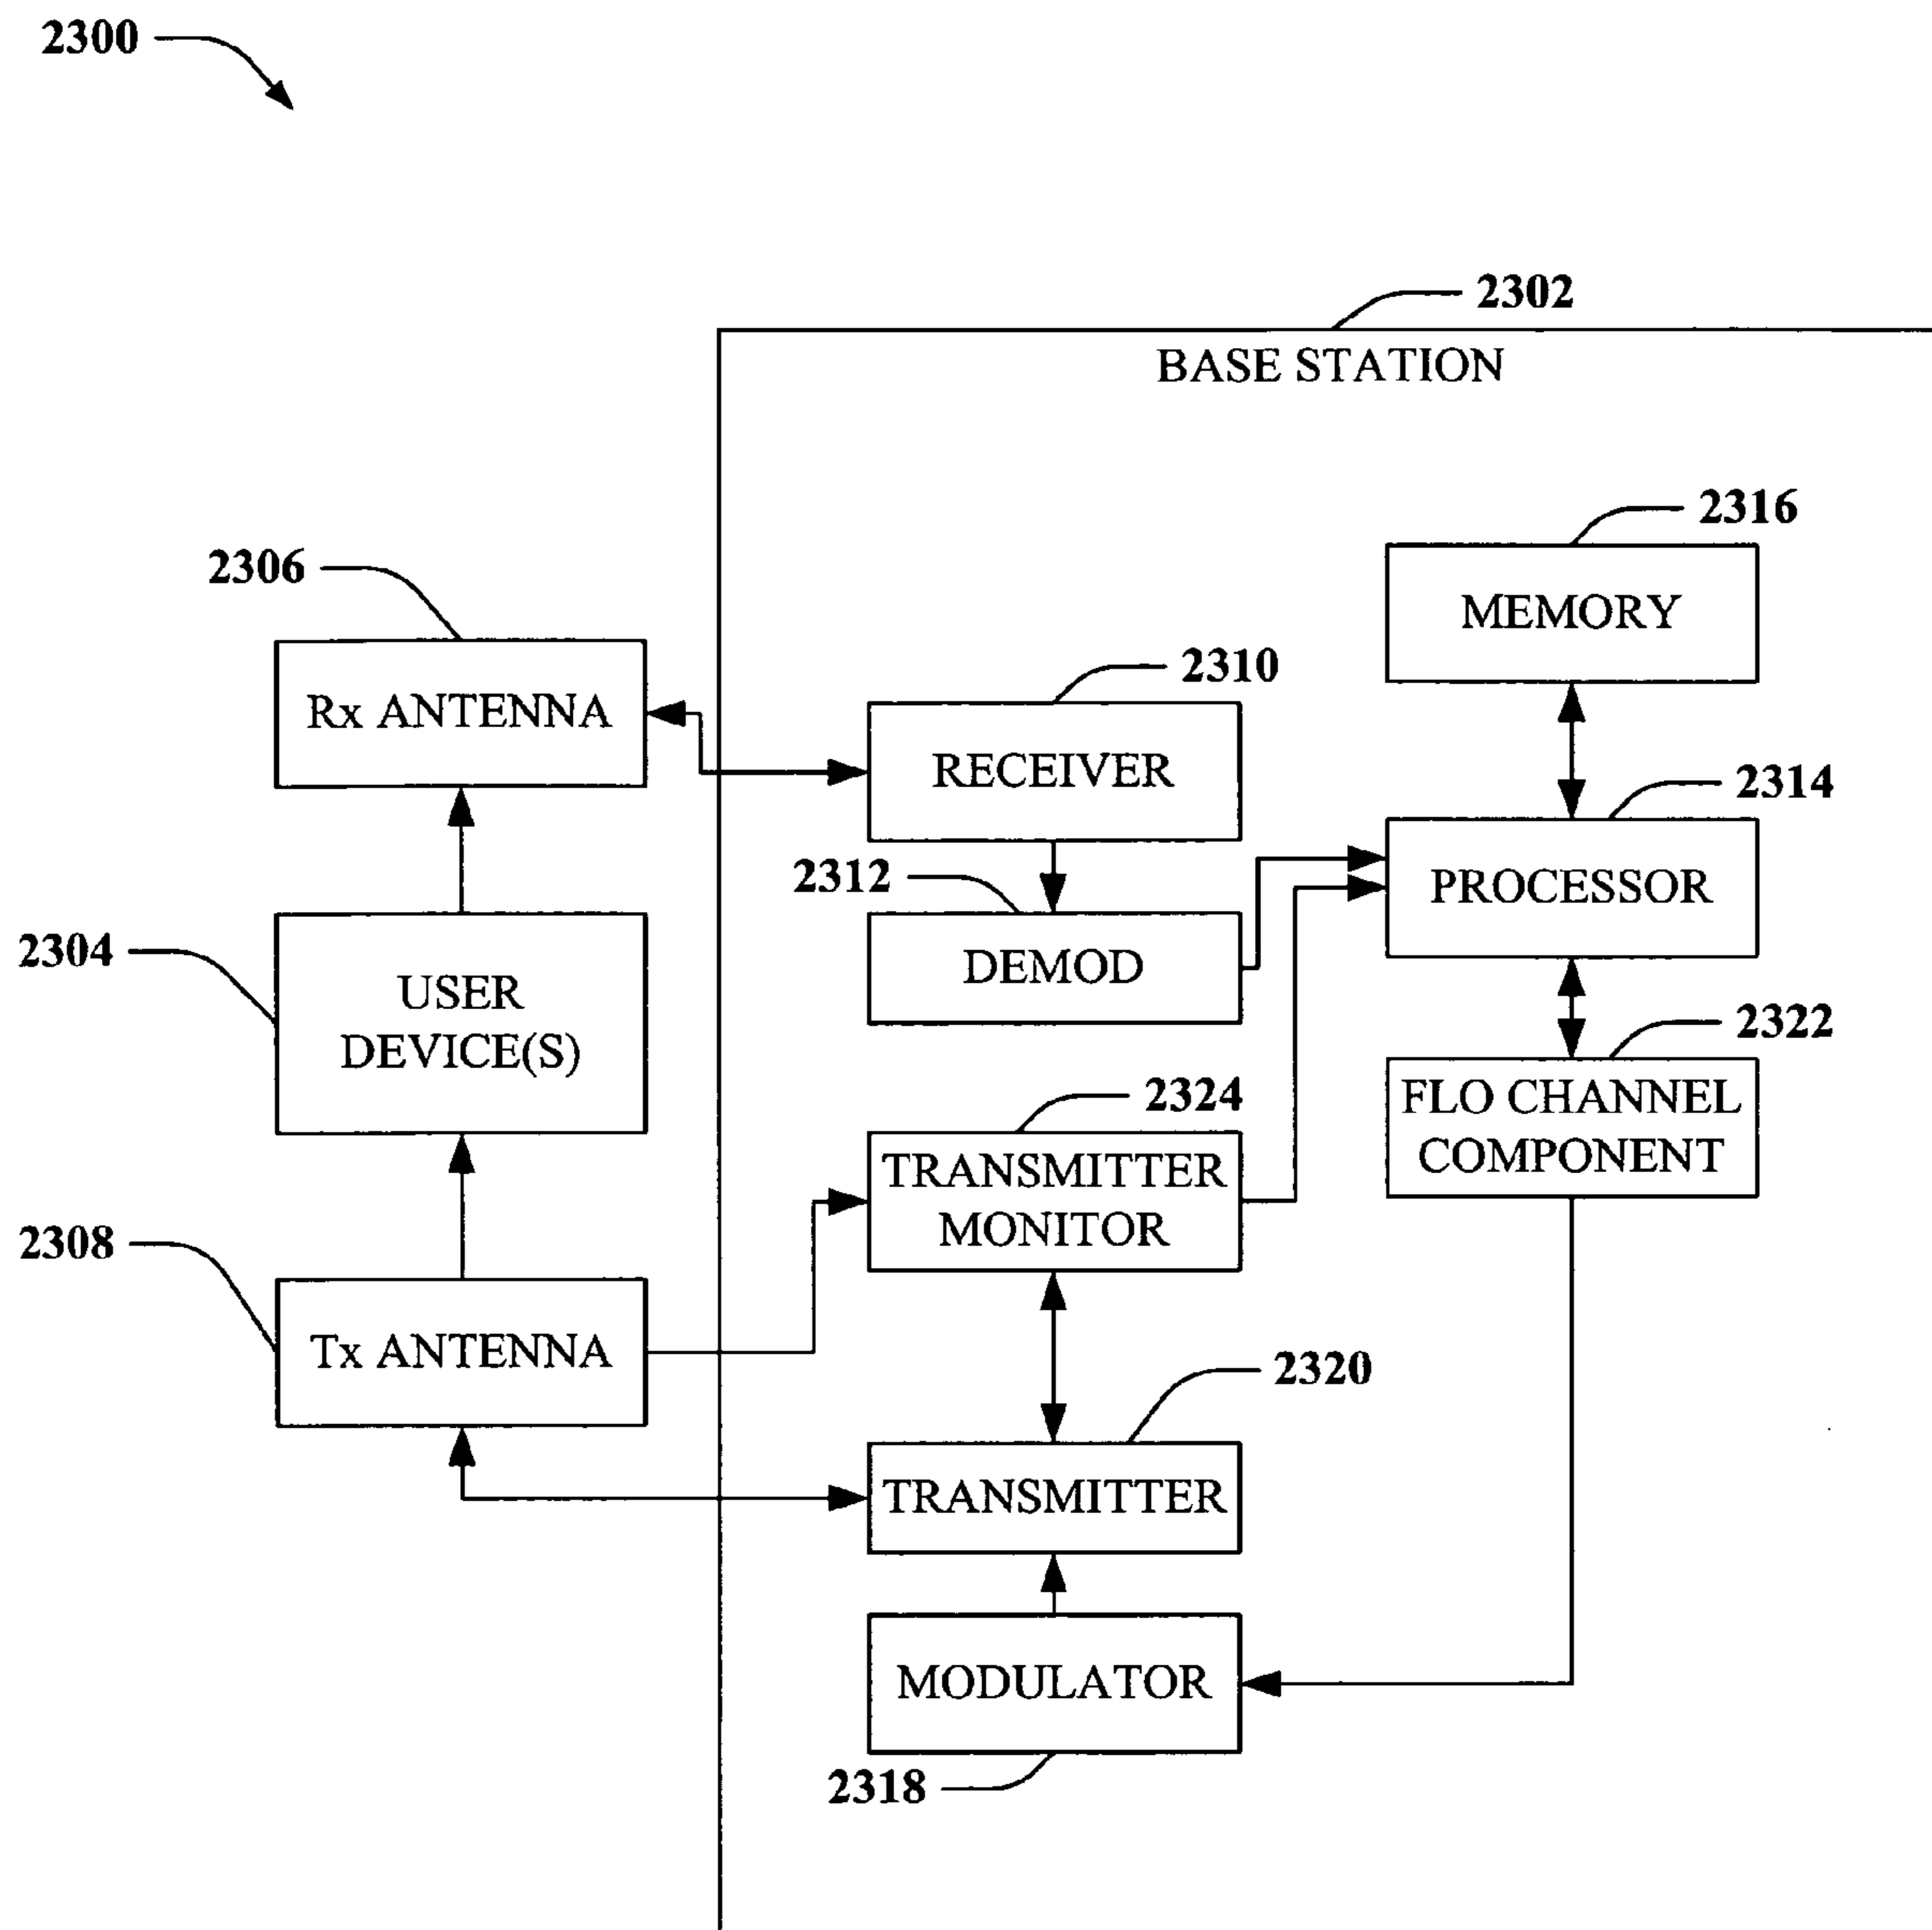 2300
2302
BASE STATION
2316
MEMORY
2306
Rx ANTENNA
2310
RECEIVER
2314
PROCESSOR
2312
DEMOD
2304
USER
DEVICE(S)
2322
FLO CHANNEL
COMPONENT
2324
TRANSMITTER
MONITOR
2308
Tx ANTENNA
2320
TRANSMITTER
MODULATOR
2318